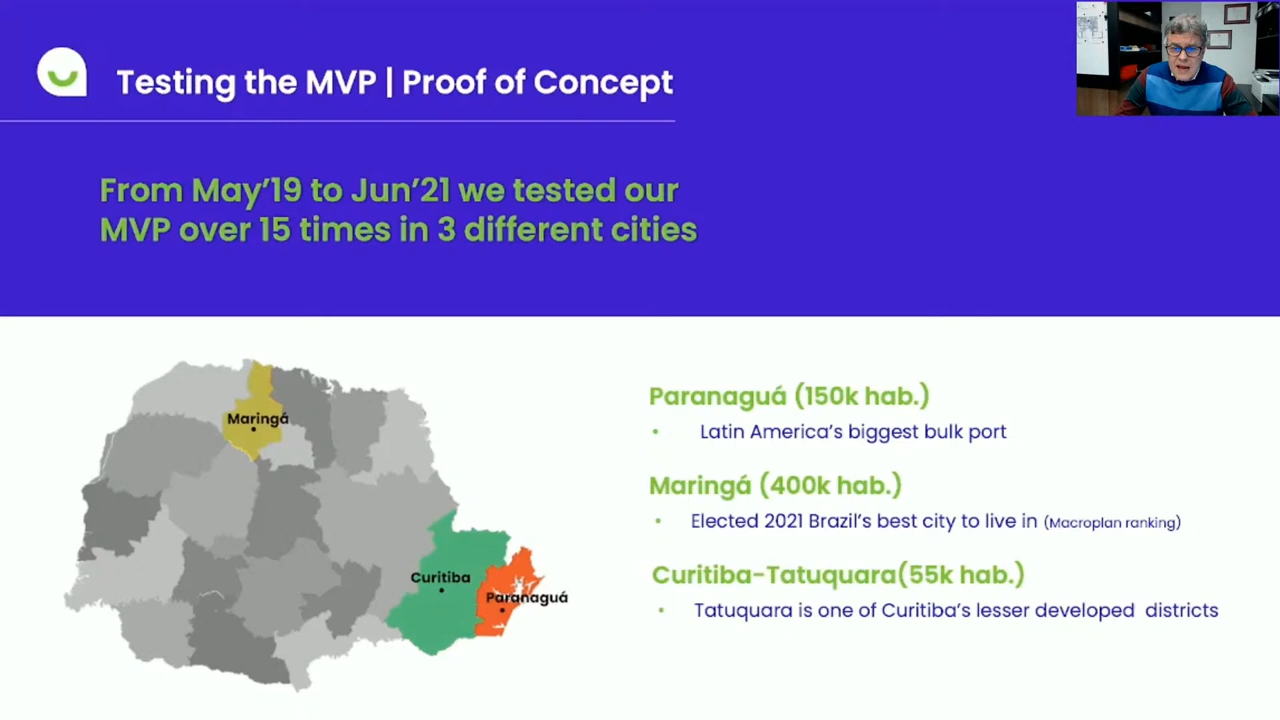 Testing the MVP | Proof of Concept
From May'19 to Jun'21 we tested our
MVP over 15 times in 3 different cities
Maringá
Curitiba
Paranaguá
Paranaguá (150k hab.)
• Latin America's biggest bulk port
Maringá (400k hab.)
• Elected 2021 Brazil's best city to live in (Macroplan ranking)
Curitiba-Tatuquara(55k hab.)
• Tatuquara is one of Curitiba's lesser developed districts